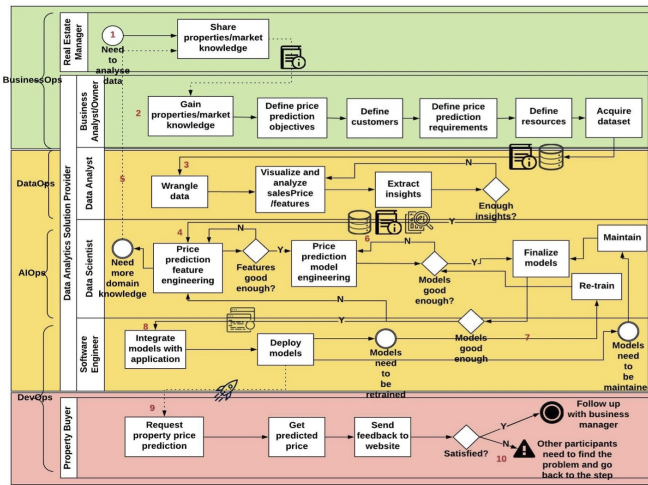 BusinessOps
DataOps
AIOps
DevOps
Real Estate
Manager
Data Analytics Solution Provider
Business
Analyst/Owner
Data Analyst
Data Scientist
Software
Engineer
Property Buyer
1
Need
to
analyse
data
Share
properties/market
knowledge
2
Gain
properties/market
knowledge
Define price
prediction
objectives
Define
customers
Define price
prediction
requirements
Define
resources
Acquire
dataset
3
Wrangle
data
Visualize and
analyze
salesPrice
/features
Extract
insights
Enough
insights?
N
Y
5
4
Need
more
domain
knowledge
Price
prediction
feature
engineering
N
Features
good
enough?
Y
Price
prediction
model
engineering
6
N
Models
good
enough?
Y
Finalize
models
Maintain
Re-train
N
Y
8
Integrate
models with
application
Deploy
models
Models
need
to be
retrained
Models
good
enough
7
Models
need
to be
maintaine
9
Request
property price
prediction
Get
predicted
price
Send
feedback to
website
Satisfied?
Y
Follow up
with business
manager
N
10
Other participants
need to find the
problem and go
back to the step